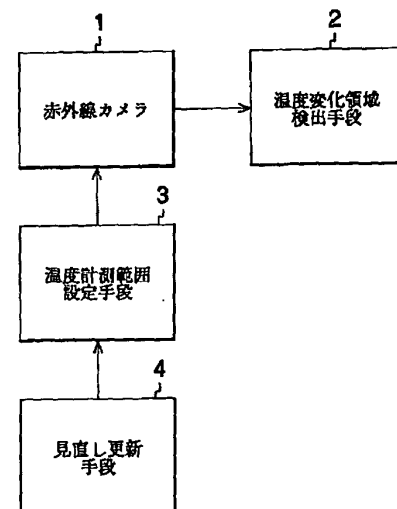 1
赤外線カメラ
2
温度変化領域
検出手段
3
温度計測範囲
設定手段
4
見直し更新
手段